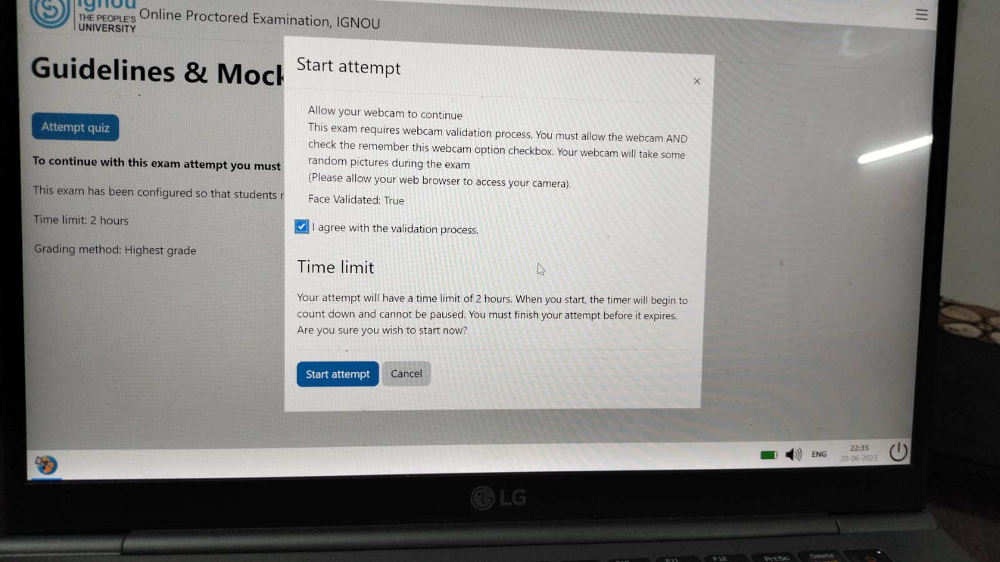 ignou
THE PEOPLE'S
UNIVERSITY
Online Proctored Examination, IGNOU
Guidelines & Mock
Attempt quiz
To continue with this exam attempt you must
This exam has been configured so that students
Time limit: 2 hours
Grading method: Highest grade
Start attempt
×
Allow your webcam to continue
This exam requires webcam validation process. You must allow the webcam AND
check the remember this webcam option checkbox. Your webcam will take some
random pictures during the exam
(Please allow your web browser to access your camera).
Face Validated: True
I agree with the validation process.
Time limit
Your attempt will have a time limit of 2 hours. When you start, the timer will begin to
count down and cannot be paused. You must finish your attempt before it expires.
Are you sure you wish to start now?
Start attempt
Cancel
ENG
22:35
20-06-2023
LG
F11
F12
PrtSc
Delete